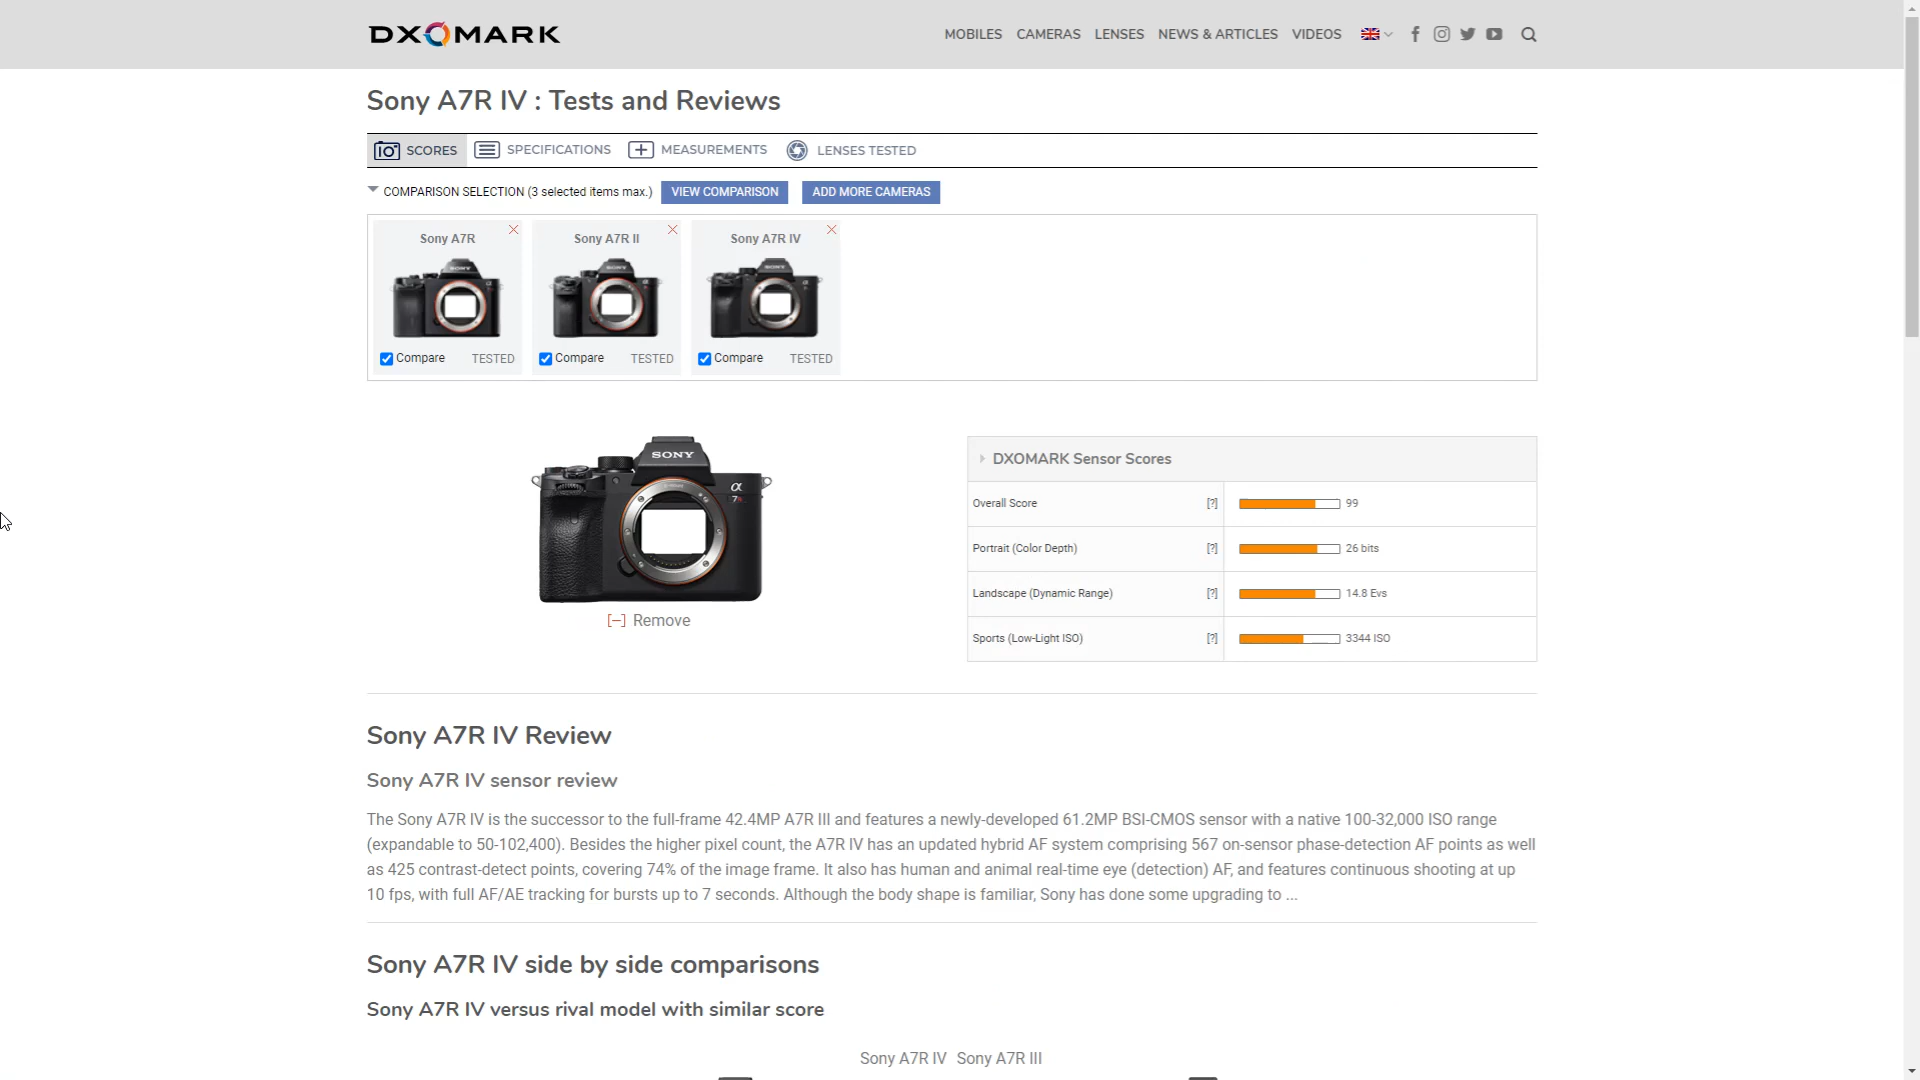 DXOMARK
MOBILES CAMERAS LENSES NEWS & ARTICLES VIDEOS
Sony A7R IV : Tests and Reviews
SCORES SPECIFICATIONS MEASUREMENTS LENSES TESTED
COMPARISON SELECTION (3 selected items max.) VIEW COMPARISON ADD MORE CAMERAS
Sony A7R Sony A7R II Sony A7R IV
Compare TESTED Compare TESTED Compare TESTED
SONY
α
7R
[–] Remove
DXOMARK Sensor Scores
Overall Score [?] 99
Portrait (Color Depth) [?] 26 bits
Landscape (Dynamic Range) [?] 14.8 Evs
Sports (Low-Light ISO) [?] 3344 ISO
Sony A7R IV Review
Sony A7R IV sensor review
The Sony A7R IV is the successor to the full-frame 42.4MP A7R III and features a newly-developed 61.2MP BSI-CMOS sensor with a native 100-32,000 ISO range
(expandable to 50-102,400). Besides the higher pixel count, the A7R IV has an updated hybrid AF system comprising 567 on-sensor phase-detection AF points as well
as 425 contrast-detect points, covering 74% of the image frame. It also has human and animal real-time eye (detection) AF, and features continuous shooting at up
10 fps, with full AF/AE tracking for bursts up to 7 seconds. Although the body shape is familiar, Sony has done some upgrading to ...
Sony A7R IV side by side comparisons
Sony A7R IV versus rival model with similar score
Sony A7R IV Sony A7R III